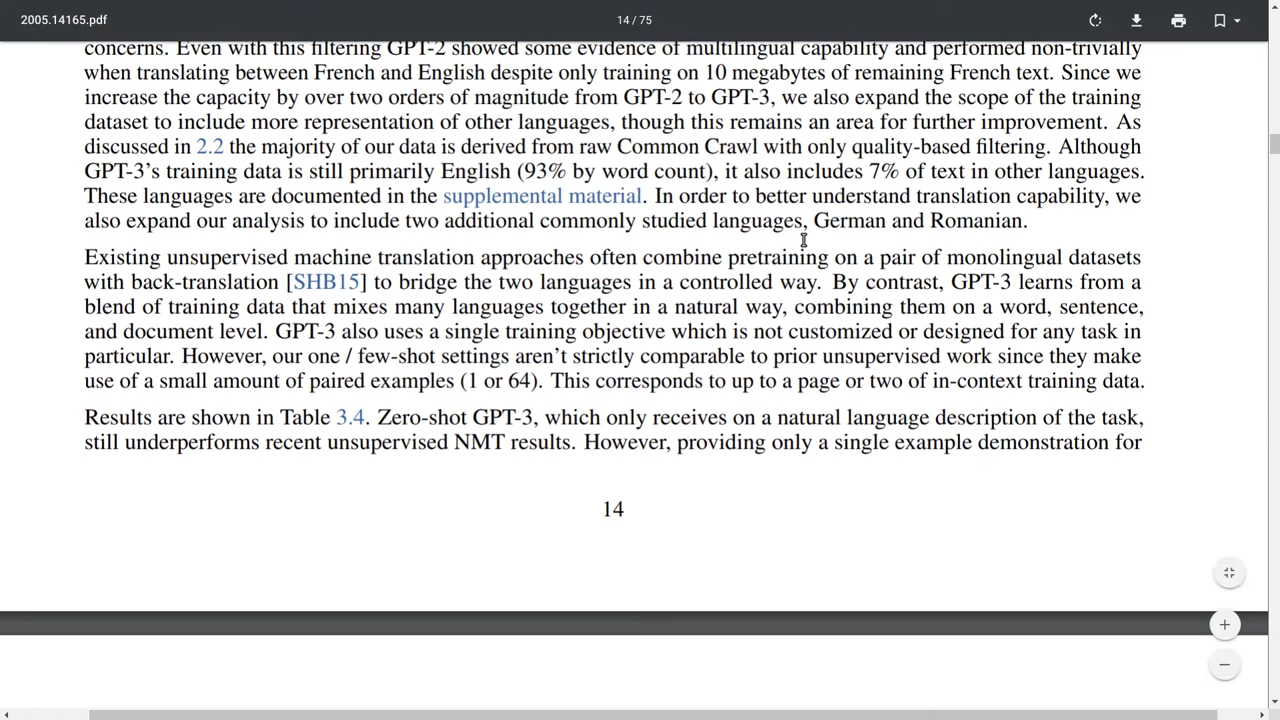 2005.14165.pdf
14 / 75
concerns. Even with this filtering GPT-2 showed some evidence of multilingual capability and performed non-trivially
when translating between French and English despite only training on 10 megabytes of remaining French text. Since we
increase the capacity by over two orders of magnitude from GPT-2 to GPT-3, we also expand the scope of the training
dataset to include more representation of other languages, though this remains an area for further improvement. As
discussed in 2.2 the majority of our data is derived from raw Common Crawl with only quality-based filtering. Although
GPT-3's training data is still primarily English (93% by word count), it also includes 7% of text in other languages.
These languages are documented in the supplemental material. In order to better understand translation capability, we
also expand our analysis to include two additional commonly studied languages, German and Romanian.
Existing unsupervised machine translation approaches often combine pretraining on a pair of monolingual datasets
with back-translation [SHB15] to bridge the two languages in a controlled way. By contrast, GPT-3 learns from a
blend of training data that mixes many languages together in a natural way, combining them on a word, sentence,
and document level. GPT-3 also uses a single training objective which is not customized or designed for any task in
particular. However, our one / few-shot settings aren't strictly comparable to prior unsupervised work since they make
use of a small amount of paired examples (1 or 64). This corresponds to up to a page or two of in-context training data.
Results are shown in Table 3.4. Zero-shot GPT-3, which only receives on a natural language description of the task,
still underperforms recent unsupervised NMT results. However, providing only a single example demonstration for
14